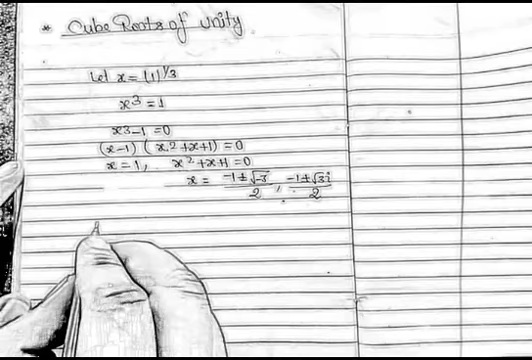 * Cube Roots of Unity
Let x = (1)^1/3
x³ = 1
x3-1 = 0
(x-1) (x²+x+1) = 0
x = 1, x²+x+1 = 0
x = (-1±√-3)/2, (-1±√3i)/2